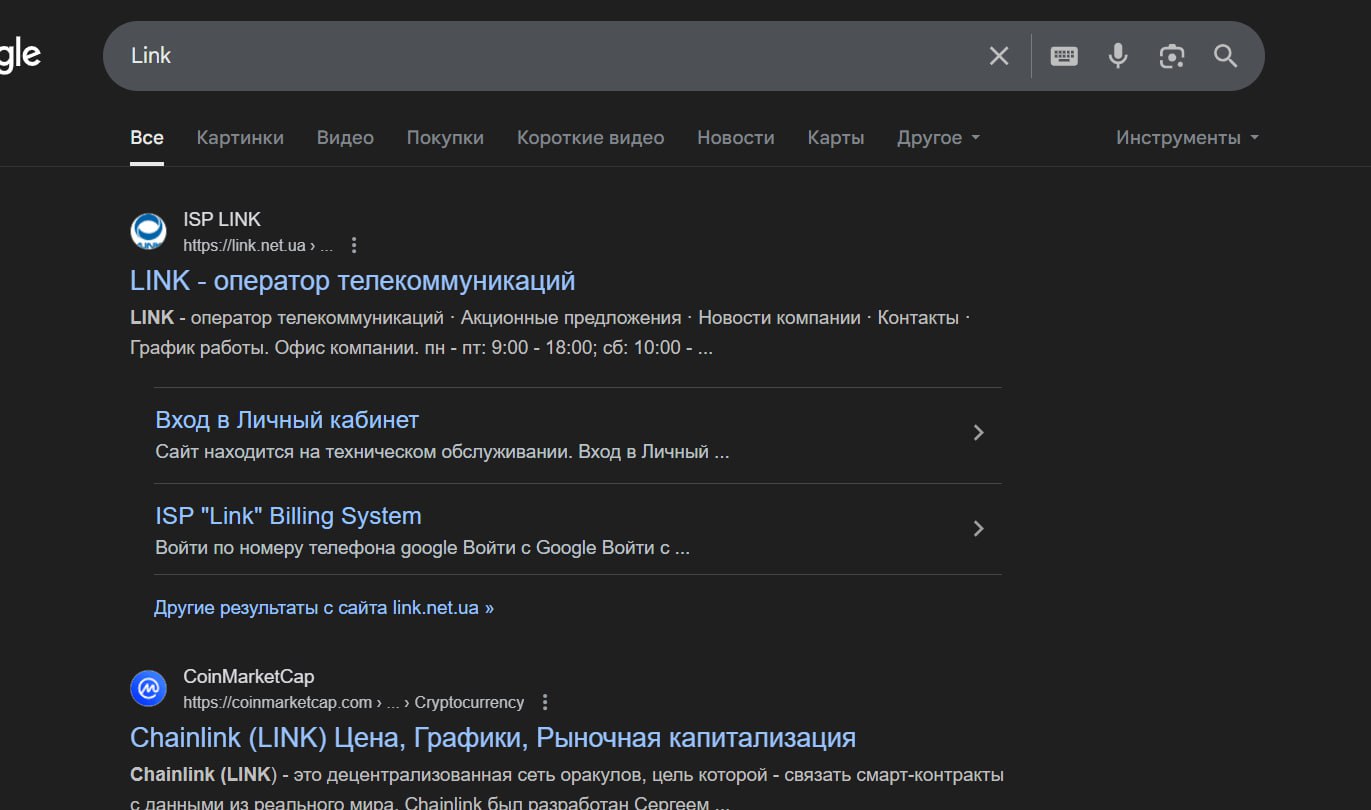 gle
Link
Все Картинки Видео Покупки Короткие видео Новости Карты Другое Инструменты
ISP LINK
https://link.net.ua › ...
LINK - оператор телекоммуникаций
LINK - оператор телекоммуникаций · Акционные предложения · Новости компании · Контакты ·
График работы. Офис компании. пн - пт: 9:00 - 18:00; сб: 10:00 - ...
Вход в Личный кабинет
Сайт находится на техническом обслуживании. Вход в Личный ...
ISP "Link" Billing System
Войти по номеру телефона google Войти с Google Войти с ...
Другие результаты с сайта link.net.ua »
CoinMarketCap
https://coinmarketcap.com › ... › Cryptocurrency
Chainlink (LINK) Цена, Графики, Рыночная капитализация
Chainlink (LINK) - это децентрализованная сеть оракулов, цель которой - связать смарт-контракты
с данными из реального мира. Chainlink был разработан Сергеем ...